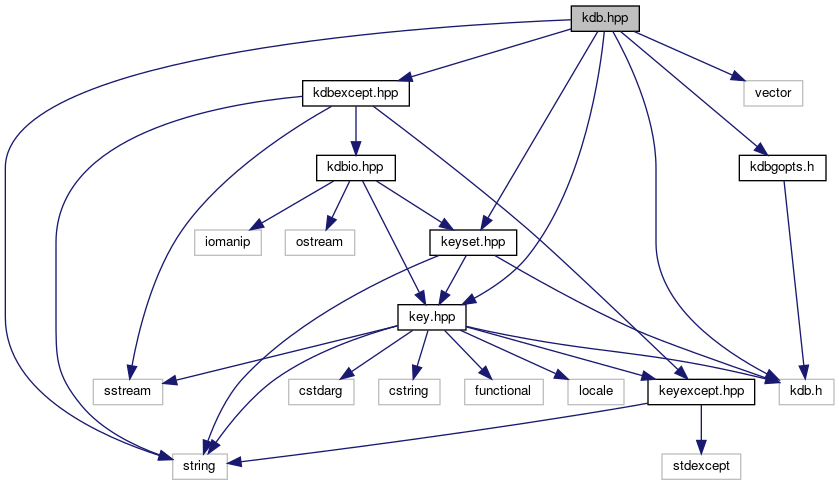 kdb.hpp
kdbexcept.hpp
vector
kdbio.hpp
kdbgopts.h
iomanip
ostream
keyset.hpp
key.hpp
sstream
cstdarg
cstring
functional
locale
keyexcept.hpp
kdb.h
string
stdexcept